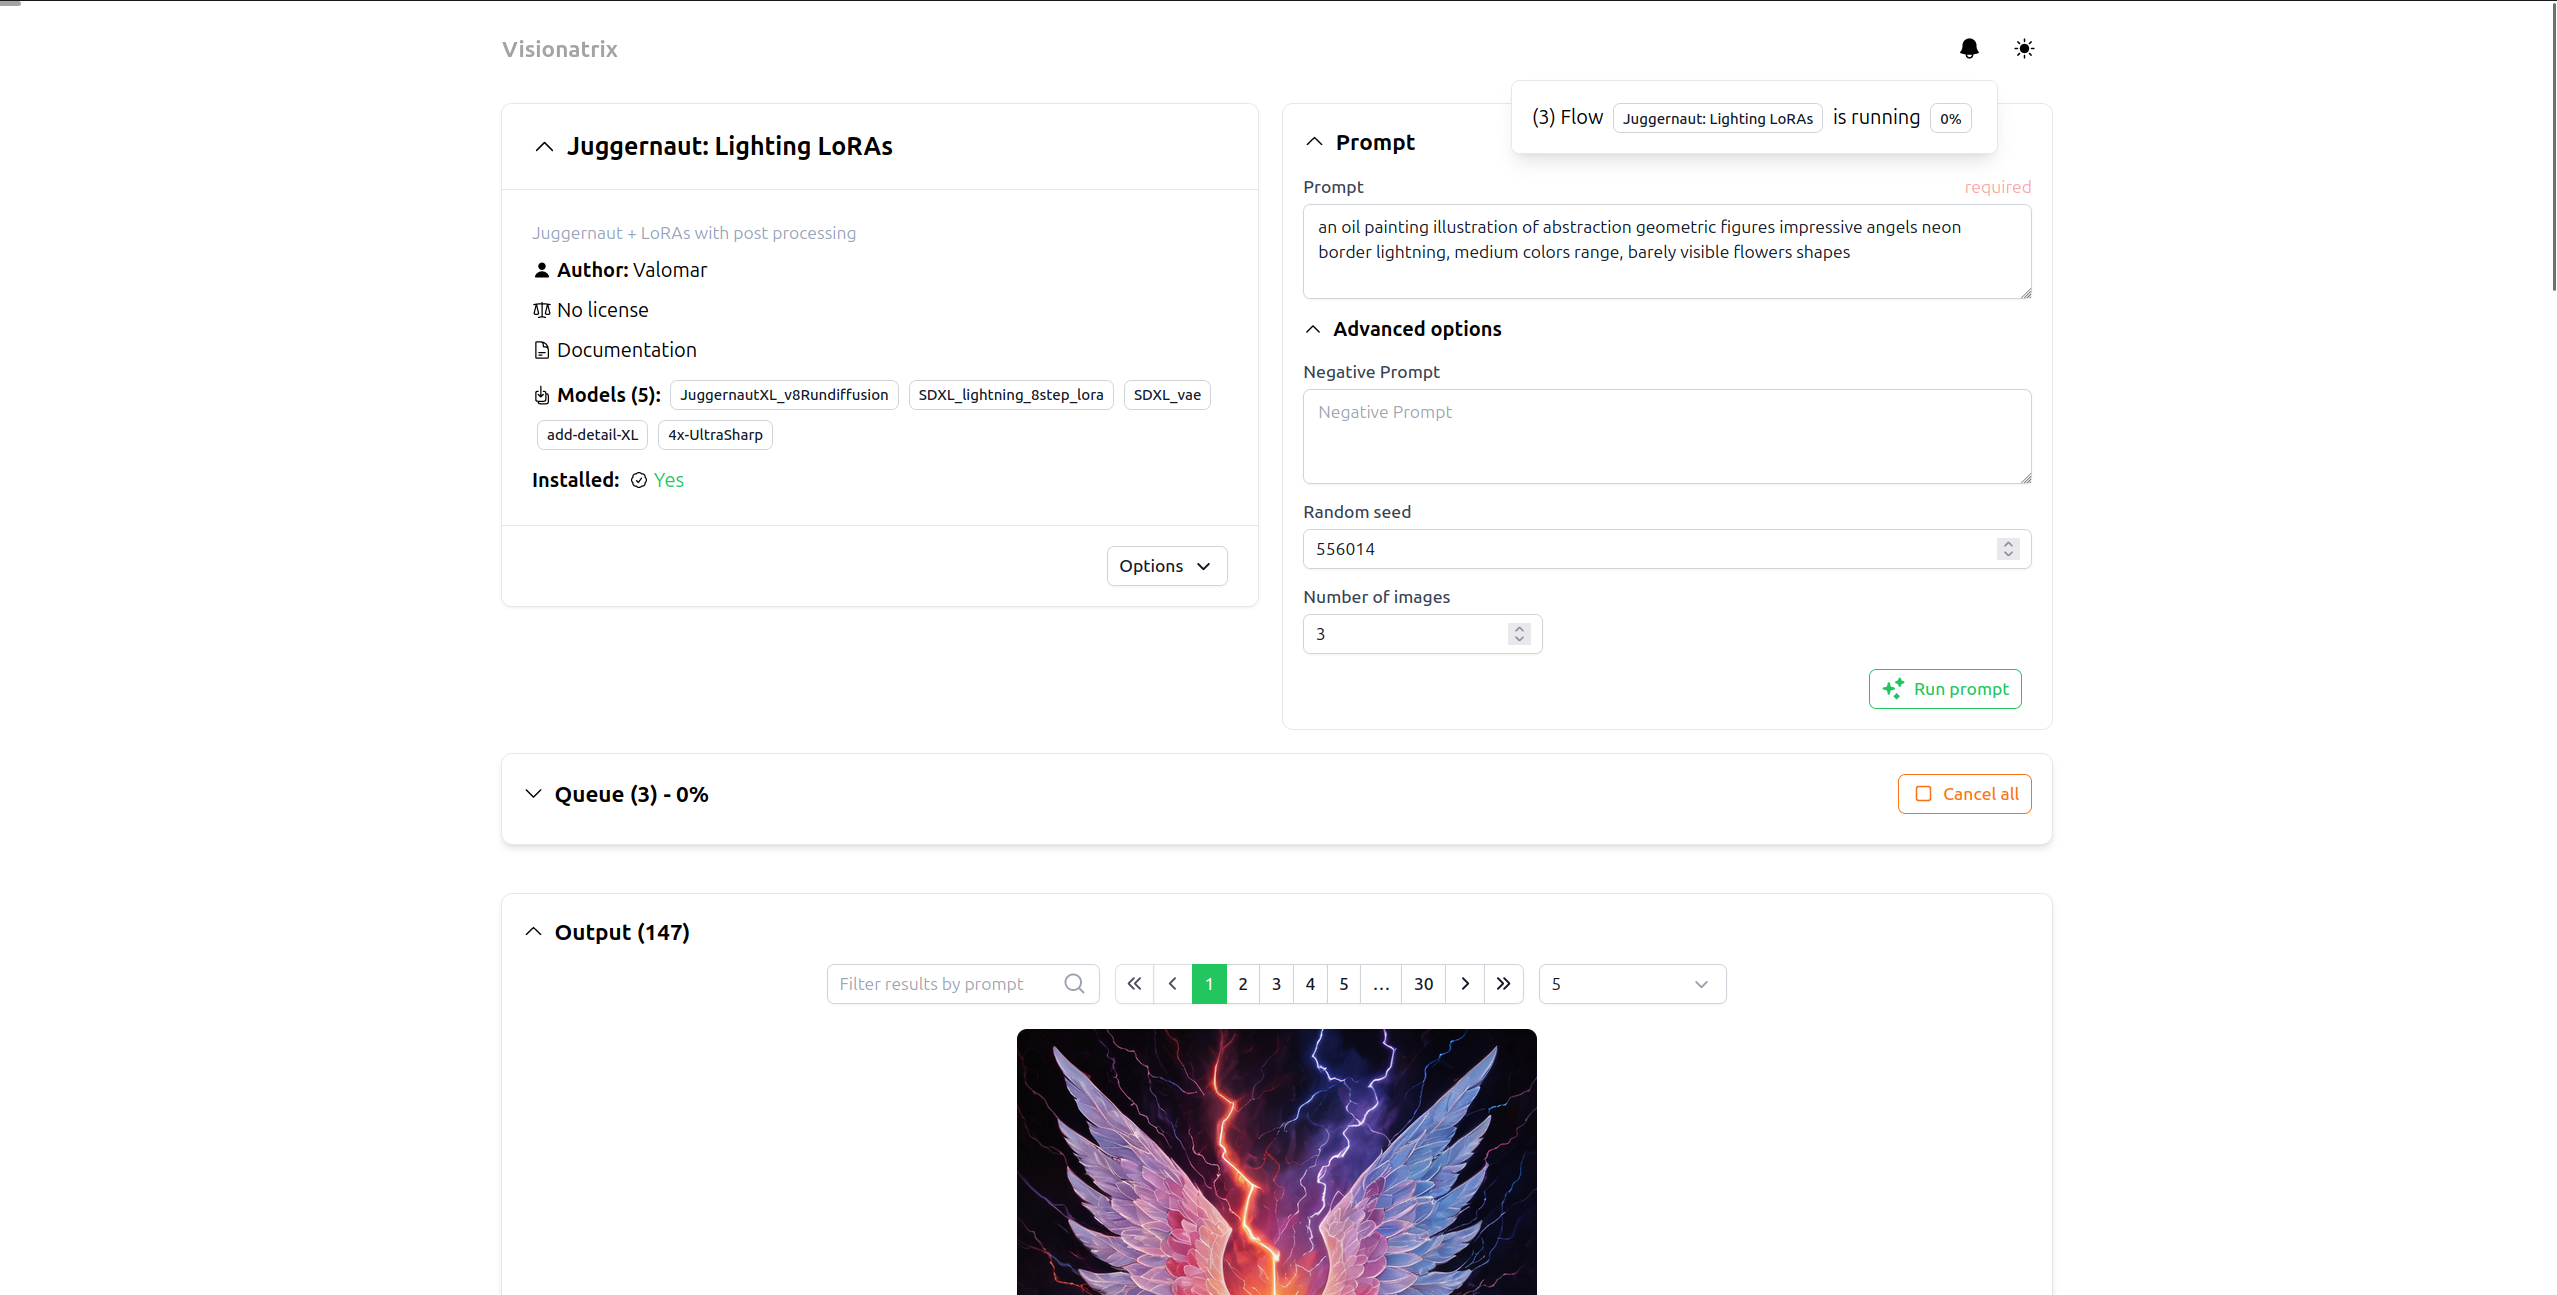 Visionatrix
(3) Flow Juggernaut: Lighting LoRAs is running 0%
Juggernaut: Lighting LoRAs
Juggernaut + LoRAs with post processing
Author: Valomar
No license
Documentation
Models (5): JuggernautXL_v8Rundiffusion SDXL_lightning_8step_lora SDXL_vae
add-detail-XL 4x-UltraSharp
Installed: Yes
Options
Prompt
Prompt required
an oil painting illustration of abstraction geometric figures impressive angels neon
border lightning, medium colors range, barely visible flowers shapes
Advanced options
Negative Prompt
Negative Prompt
Random seed
556014
Number of images
3
Run prompt
Queue (3) - 0%
Cancel all
Output (147)
Filter results by prompt 1 2 3 4 5 ... 30 5